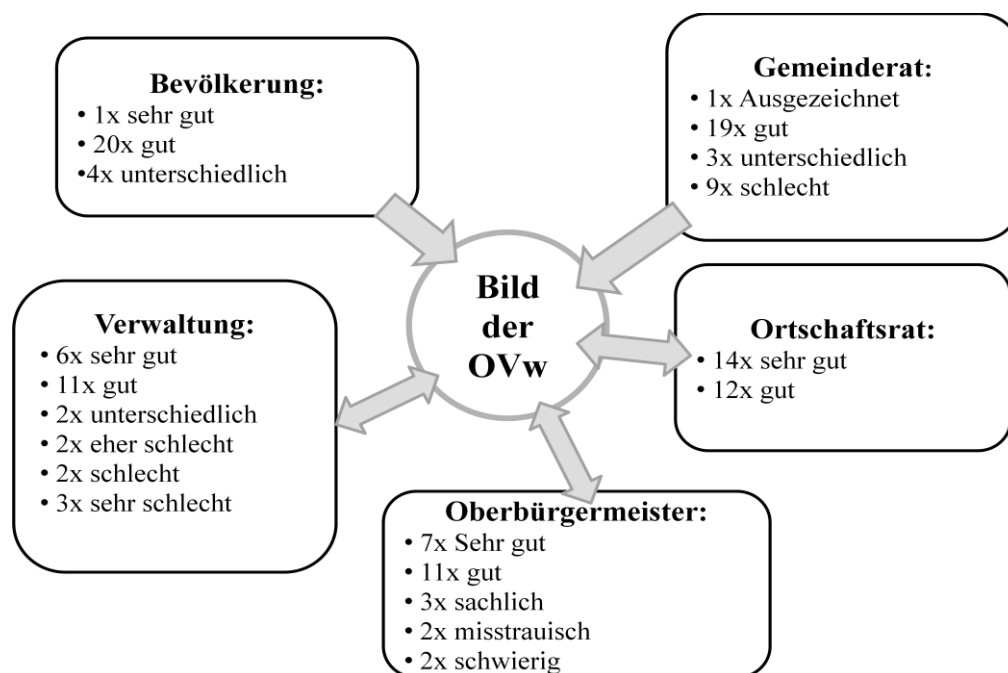 Bevölkerung:
• 1x sehr gut
• 20x gut
•4x unterschiedlich
Gemeinderat:
• 1x Ausgezeichnet
• 19x gut
• 3x unterschiedlich
• 9x schlecht
Bild
der
OVw
Verwaltung:
• 6x sehr gut
• 11x gut
• 2x unterschiedlich
• 2x eher schlecht
• 2x schlecht
• 3x sehr schlecht
Ortschaftsrat:
• 14x sehr gut
• 12x gut
Oberbürgermeister:
• 7x Sehr gut
• 11x gut
• 3x sachlich
• 2x misstrauisch
• 2x schwierig